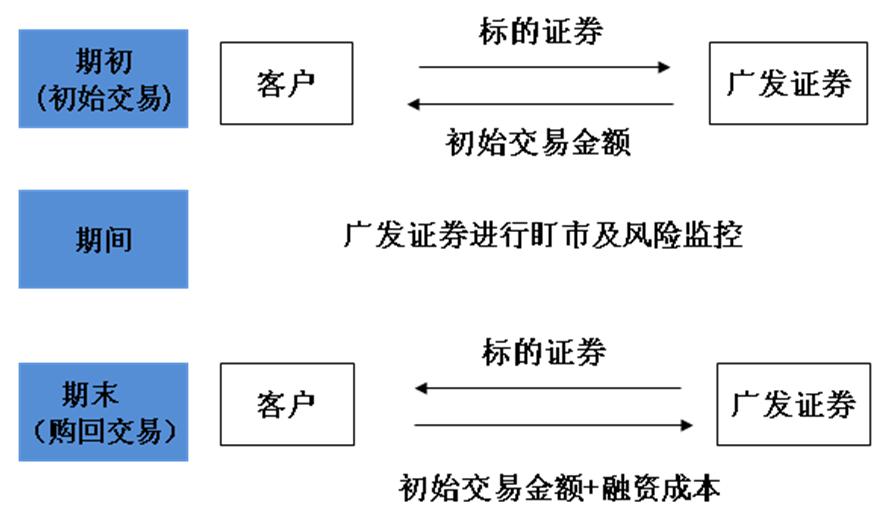 标的证券
期初
(初始交易)
客户
广发证券
初始交易金额
期间
广发证券进行盯市及风险监控
标的证券
期末
（购回交易）
客户
广发证券
初始交易金额+融资成本